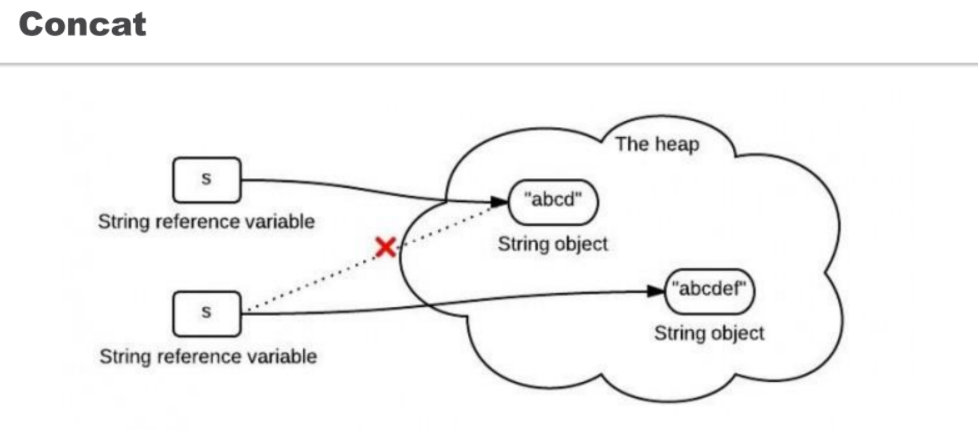 Concat
The heap
s
"abcd"
String reference variable
String object
"abcdef"
s
String object
String reference variable